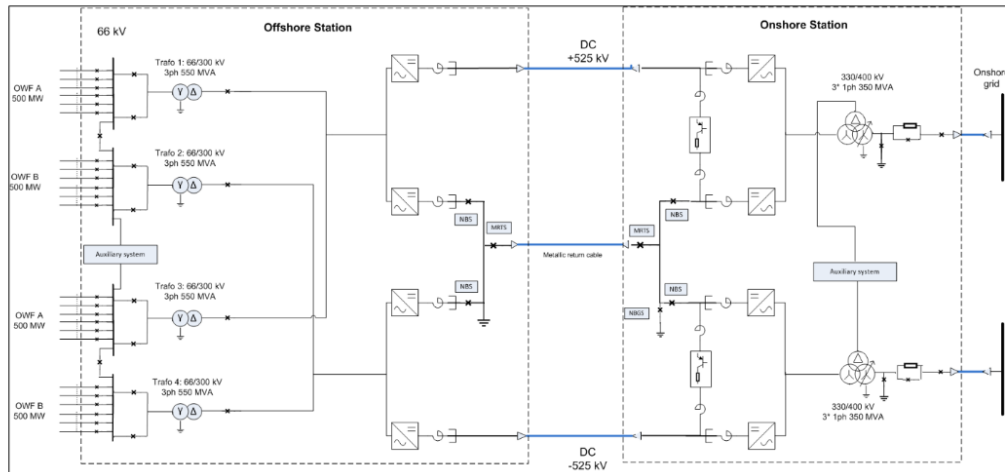 66 kV
Offshore Station
DC
+525 kV
Onshore Station
Onshore
grid
OWF A
500 MW
Trafo 1: 66/300 kV
3ph 550 MVA
330/400 kV
3* 1ph 350 MVA
OWF B
500 MW
Trafo 2: 66/300 kV
3ph 550 MVA
NBS
MRTS
Metallic return cable
MRTS
NBS
Auxiliary system
Auxiliary system
OWF A
500 MW
Trafo 3: 66/300 kV
3ph 550 MVA
NBS
NBS
NBGS
OWF B
500 MW
Trafo 4: 66/300 kV
3ph 550 MVA
330/400 kV
3* 1ph 350 MVA
DC
-525 kV